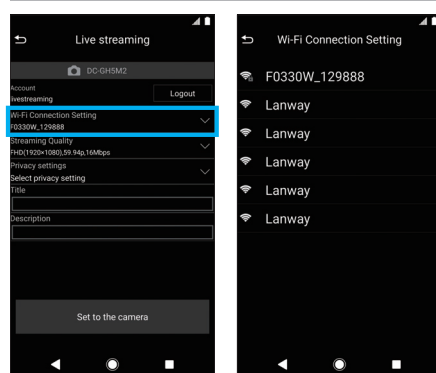 Live streaming
DC-GH5M2
Account
livestreaming
Logout
Wi-Fi Connection Setting
F0330W_129888
Streaming Quality
FHD(1920×1080),59.94p,16Mbps
Privacy settings
Select privacy setting
Title
Description
Set to the camera
Wi-Fi Connection Setting
F0330W_129888
Lanway
Lanway
Lanway
Lanway
Lanway